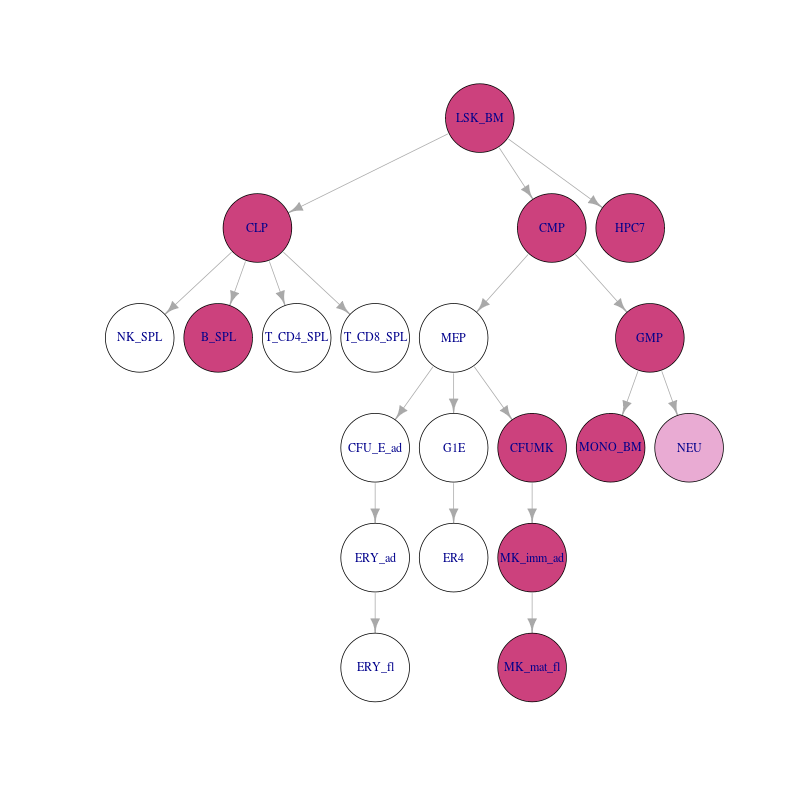 LSK_BM
CLP
CMP
HPC7
NK_SPL
B_SPL
T_CD4_SPL
T_CD8_SPL
MEP
GMP
CFU_E_ad
G1E
CFUMK
MONO_BM
NEU
ERY_ad
ER4
MK_imm_ad
ERY_fl
MK_mat_fl